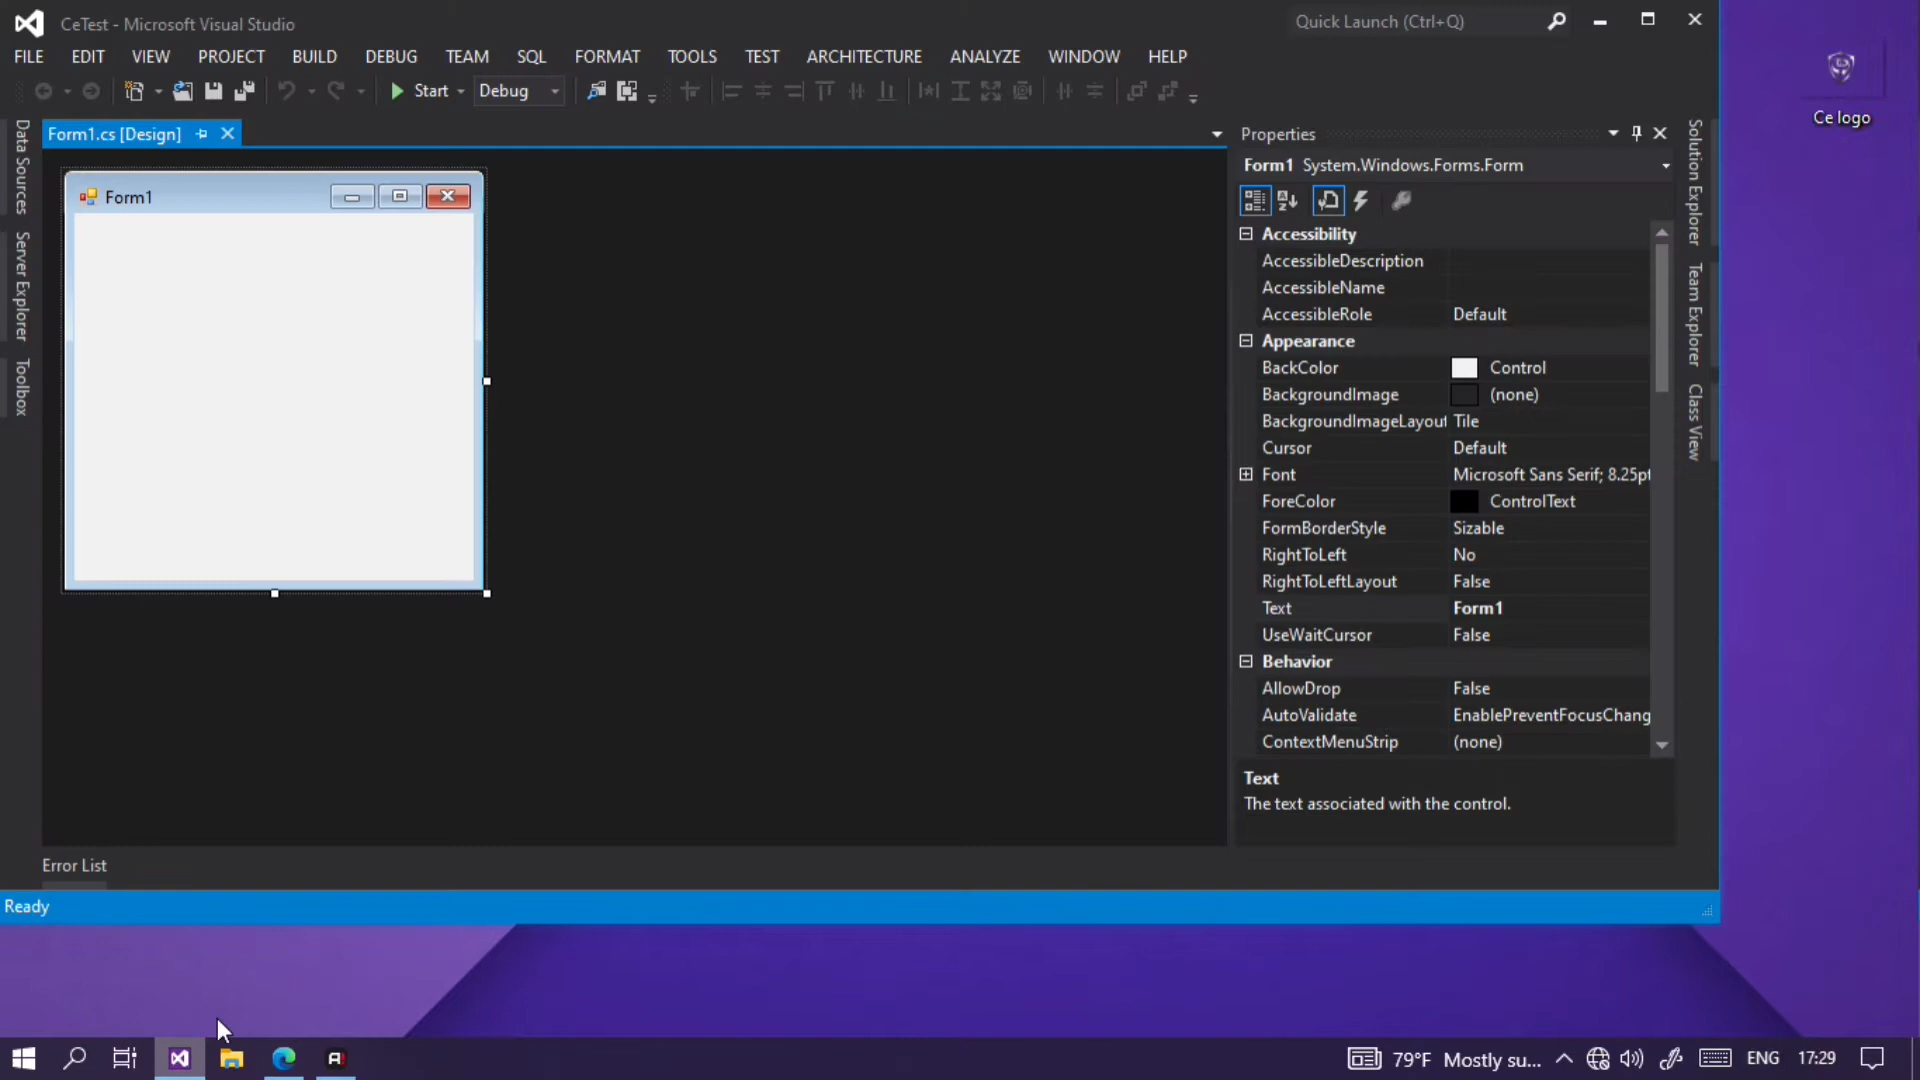 CeTest - Microsoft Visual Studio
Quick Launch (Ctrl+Q)
FILE EDIT VIEW PROJECT BUILD DEBUG TEAM SQL FORMAT TOOLS TEST ARCHITECTURE ANALYZE WINDOW HELP
Start Debug
Ce logo
Data Sources
Server Explorer
Toolbox
Form1.cs [Design]
Form1
Properties
Form1 System.Windows.Forms.Form
Accessibility
AccessibleDescription
AccessibleName
AccessibleRole Default
Appearance
BackColor Control
BackgroundImage (none)
BackgroundImageLayout Tile
Cursor Default
Font Microsoft Sans Serif; 8.25pt
ForeColor ControlText
FormBorderStyle Sizable
RightToLeft No
RightToLeftLayout False
Text Form1
UseWaitCursor False
Behavior
AllowDrop False
AutoValidate EnablePreventFocusChang
ContextMenuStrip (none)
Text
The text associated with the control.
Solution Explorer
Team Explorer
Class View
Error List
Ready
79°F Mostly su... ENG 17:29